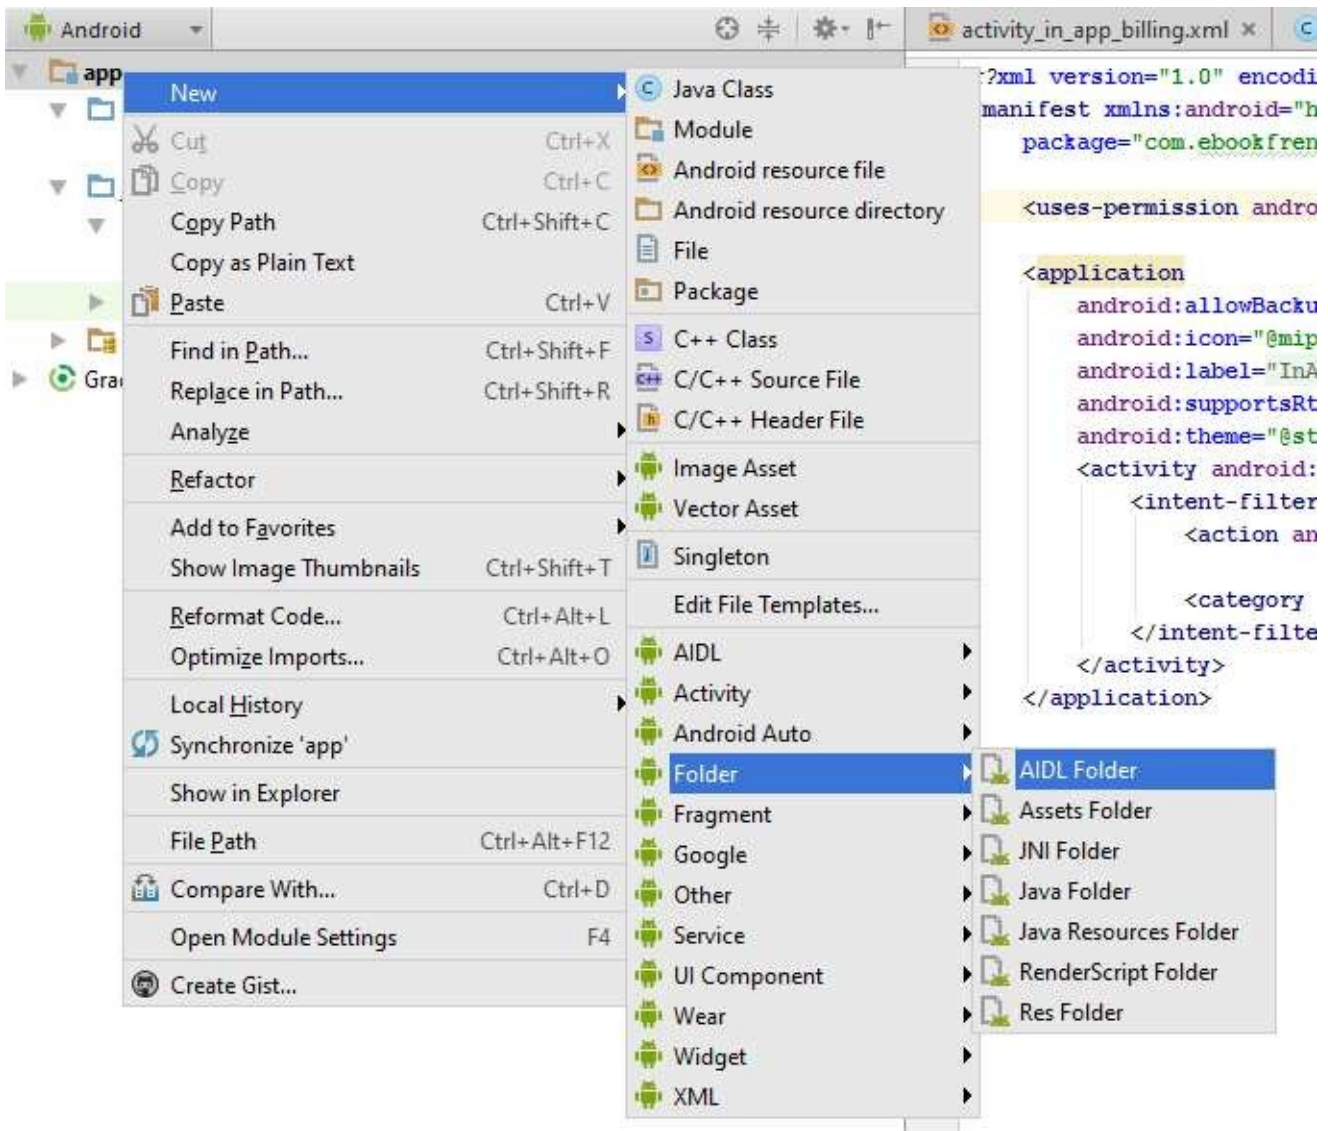 Android
activity_in_app_billing.xml
app
Gra
New
Cut Ctrl+X
Copy Ctrl+C
Copy Path Ctrl+Shift+C
Copy as Plain Text
Paste Ctrl+V
Find in Path... Ctrl+Shift+F
Replace in Path... Ctrl+Shift+R
Analyze
Refactor
Add to Favorites
Show Image Thumbnails Ctrl+Shift+T
Reformat Code... Ctrl+Alt+L
Optimize Imports... Ctrl+Alt+O
Local History
Synchronize 'app'
Show in Explorer
File Path Ctrl+Alt+F12
Compare With... Ctrl+D
Open Module Settings F4
Create Gist...
Java Class
Module
Android resource file
Android resource directory
File
Package
C++ Class
C/C++ Source File
C/C++ Header File
Image Asset
Vector Asset
Singleton
Edit File Templates...
AIDL
Activity
Android Auto
Folder
Fragment
Google
Other
Service
UI Component
Wear
Widget
XML
AIDL Folder
Assets Folder
JNI Folder
Java Folder
Java Resources Folder
RenderScript Folder
Res Folder
?xml version="1.0" encodi
manifest xmlns:android="h
package="com.ebookfren
<uses-permission andro
<application
android:allowBacku
android:icon="@mip
android:label="InA
android:supportsRt
android:theme="@st
<activity android:
<intent-filter
<action an
<category
</intent-filte
</activity>
</application>